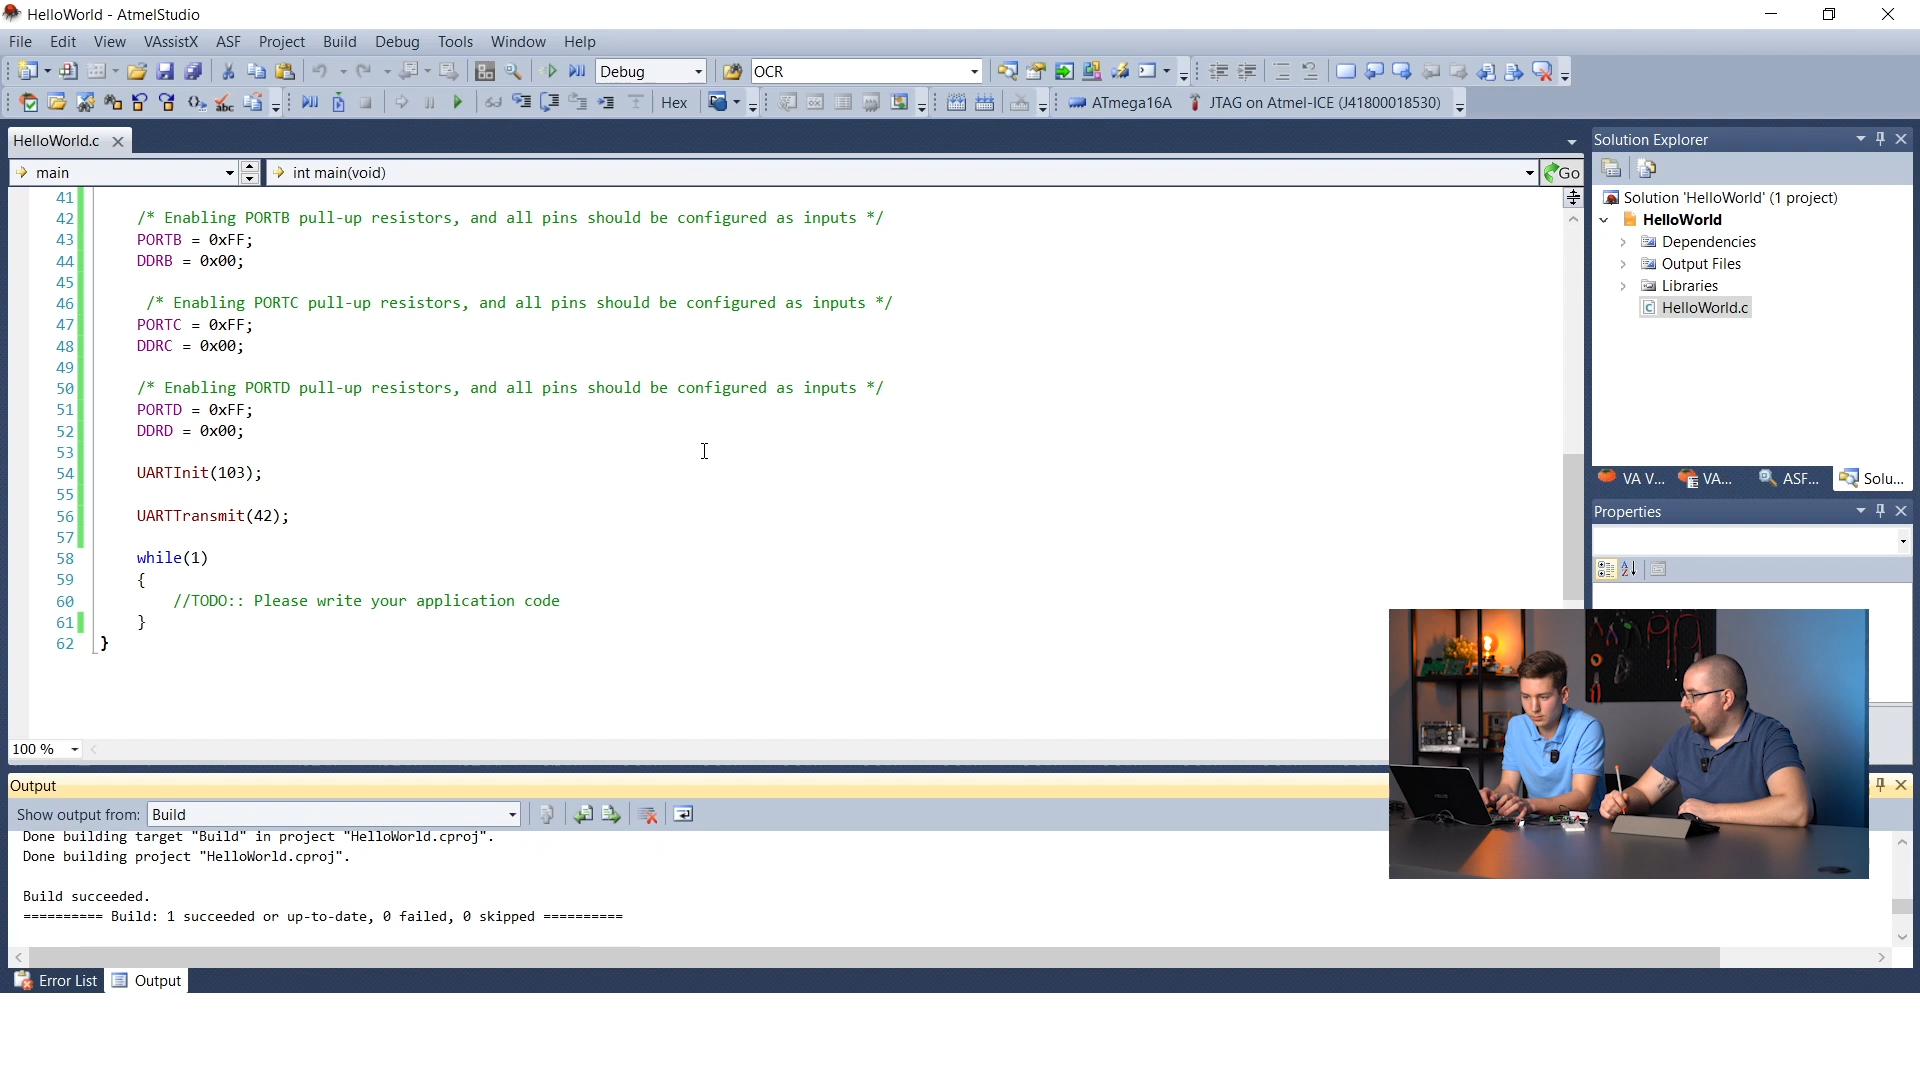 HelloWorld - AtmelStudio
File Edit View VAssistX ASF Project Build Debug Tools Window Help
Debug OCR
Hex ATmega16A JTAG on Atmel-ICE (J41800018530)
HelloWorld.c
main int main(void) Go
41
42 /* Enabling PORTB pull-up resistors, and all pins should be configured as inputs */
43 PORTB = 0xFF;
44 DDRB = 0x00;
45
46 /* Enabling PORTC pull-up resistors, and all pins should be configured as inputs */
47 PORTC = 0xFF;
48 DDRC = 0x00;
49
50 /* Enabling PORTD pull-up resistors, and all pins should be configured as inputs */
51 PORTD = 0xFF;
52 DDRD = 0x00;
53
54 UARTInit(103);
55
56 UARTTransmit(42);
57
58 while(1)
59 {
60 //TODO:: Please write your application code
61 }
62 }
100 %
Solution Explorer
Solution 'HelloWorld' (1 project)
HelloWorld
Dependencies
Output Files
Libraries
HelloWorld.c
VA V... VA... ASF... Solu...
Properties
Output
Show output from: Build
Done building target "Build" in project "HelloWorld.cproj".
Done building project "HelloWorld.cproj".
Build succeeded.
========== Build: 1 succeeded or up-to-date, 0 failed, 0 skipped ==========
Error List Output